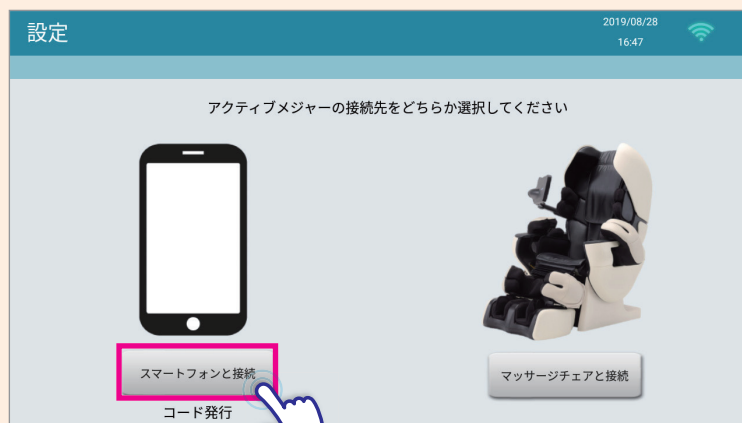 設定
2019/08/28
16:47
アクティブメジャーの接続先をどちらか選択してください
スマートフォンと接続
マッサージチェアと接続
コード発行